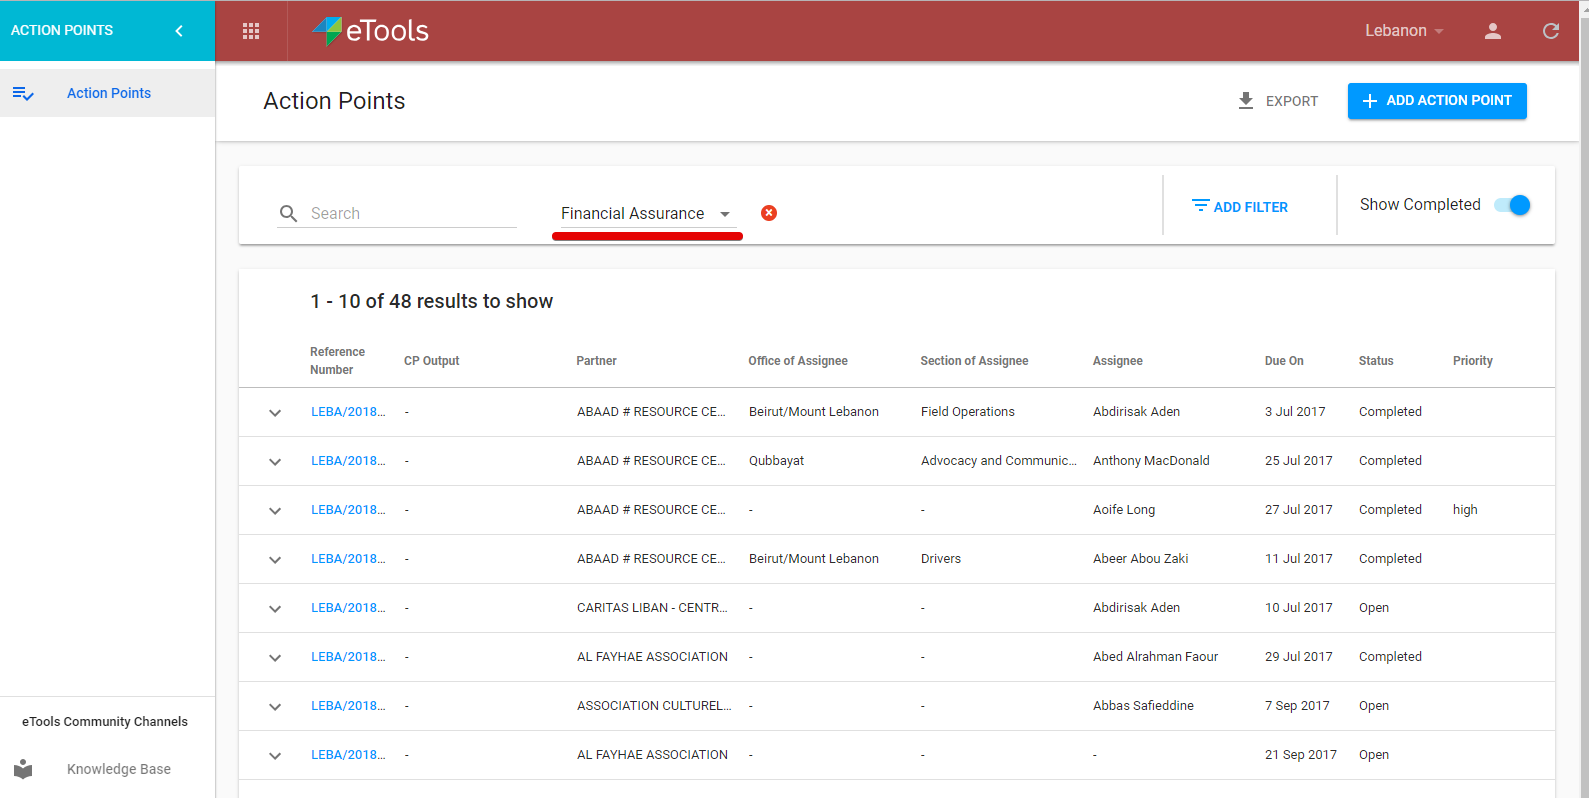 ACTION POINTS
eTools
Lebanon
Action Points
Action Points
EXPORT
ADD ACTION POINT
Search
Financial Assurance
ADD FILTER
Show Completed
1 - 10 of 48 results to show
Reference Number CP Output Partner Office of Assignee Section of Assignee Assignee Due On Status Priority
LEBA/2018... - ABAAD # RESOURCE CE... Beirut/Mount Lebanon Field Operations Abdirisak Aden 3 Jul 2017 Completed
LEBA/2018... - ABAAD # RESOURCE CE... Qubbayat Advocacy and Communic... Anthony MacDonald 25 Jul 2017 Completed
LEBA/2018... - ABAAD # RESOURCE CE... - - Aoife Long 27 Jul 2017 Completed high
LEBA/2018... - ABAAD # RESOURCE CE... Beirut/Mount Lebanon Drivers Abeer Abou Zaki 11 Jul 2017 Completed
LEBA/2018... - CARITAS LIBAN - CENTR... - - Abdirisak Aden 10 Jul 2017 Open
LEBA/2018... - AL FAYHAE ASSOCIATION - - Abed Alrahman Faour 29 Jul 2017 Completed
LEBA/2018... - ASSOCIATION CULTUREL... - - Abbas Safieddine 7 Sep 2017 Open
LEBA/2018... - AL FAYHAE ASSOCIATION - - - 21 Sep 2017 Open
eTools Community Channels
Knowledge Base